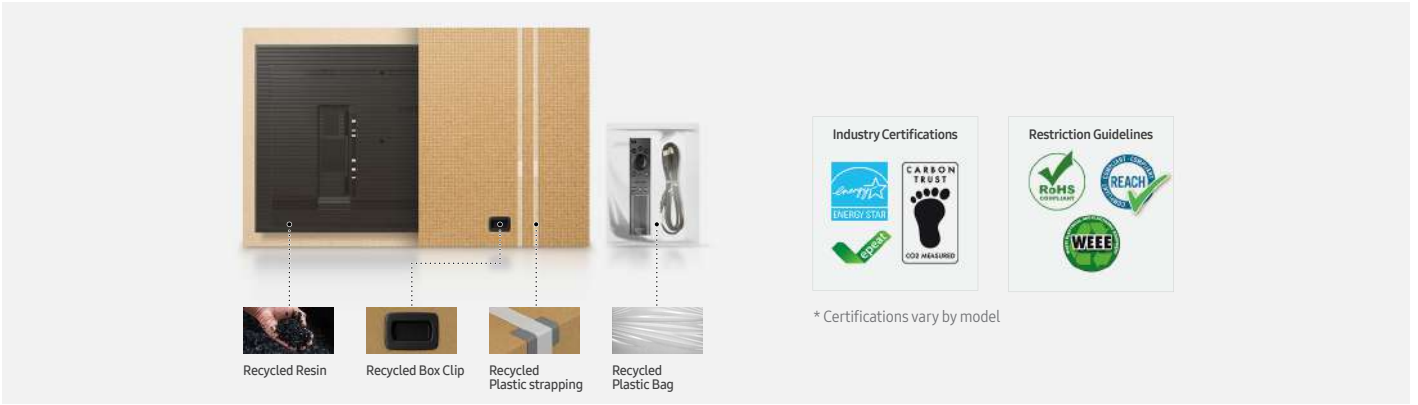 Industry Certifications
energy
ENERGY STAR
CARBON
TRUST
CO2 MEASURED
epeat
Restriction Guidelines
RoHS
COMPLIANT
REACH
WEEE
* Certifications vary by model
Recycled Resin
Recycled Box Clip
Recycled
Plastic strapping
Recycled
Plastic Bag